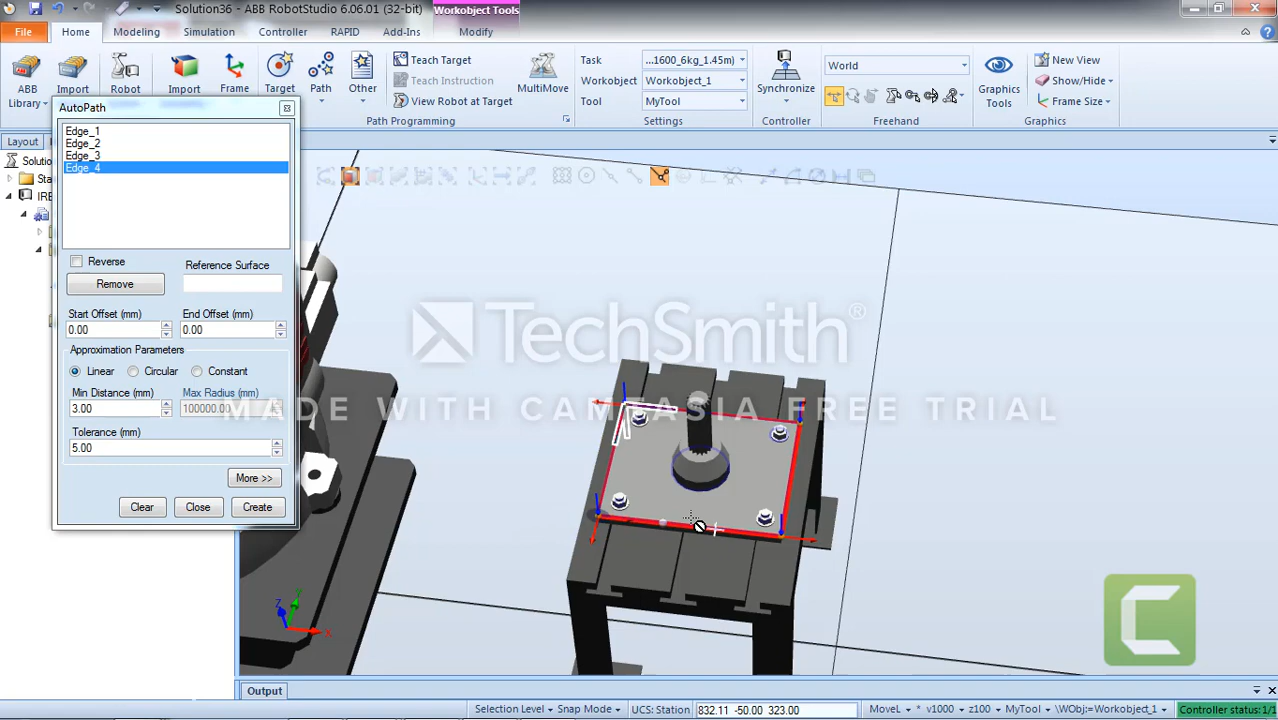 Solution36 - ABB RobotStudio 6.06.01 (32-bit)
Workobject Tools
File
Home
Modeling
Simulation
Controller
RAPID
Add-Ins
Modify
ABB
Library
Import
Robot
Import
Frame
Target
Path
Other
Teach Target
Teach Instruction
View Robot at Target
Path Programming
MultiMove
Task
...1600_6kg_1.45m)
Workobject
Workobject_1
Tool
MyTool
Settings
Synchronize
Controller
World
Freehand
Graphics
Tools
New View
Show/Hide
Frame Size
Graphics
Layout
AutoPath
Edge_1
Edge_2
Edge_3
Edge_4
Reverse
Reference Surface
Remove
Start Offset (mm)
End Offset (mm)
0.00
0.00
Approximation Parameters
Linear
Circular
Constant
Min Distance (mm)
Max Radius (mm)
3.00
100000.00
Tolerance (mm)
5.00
More >>
Clear
Close
Create
Solutio
Sta
IRB
TechSmith®
MADE WITH CAMTASIA FREE TRIAL
Z
Y
X
C
Output
Selection Level
Snap Mode
UCS: Station
832.11 -50.00 323.00
MoveL
* v1000
z100
MyTool
\WObj:=Workobject_1
Controller status:1/1